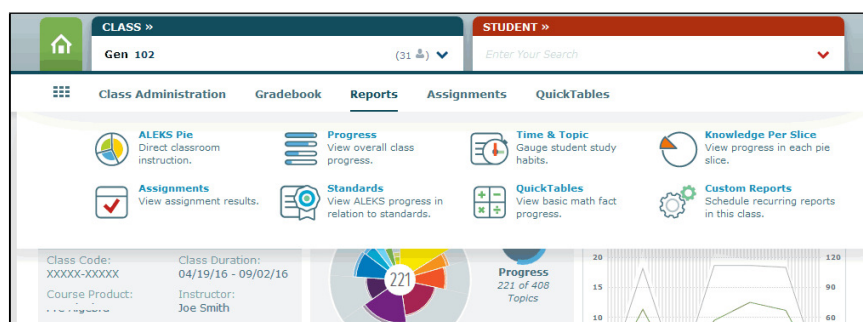 CLASS »
STUDENT »
Gen 102
(31 )
Enter Your Search
Class Administration
Gradebook
Reports
Assignments
QuickTables
ALEKS Pie
Direct classroom
instruction.
Progress
View overall class
progress.
Time & Topic
Gauge student study
habits.
Knowledge Per Slice
View progress in each pie
slice.
Assignments
View assignment results.
Standards
View ALEKS progress in
relation to standards.
QuickTables
View basic math fact
progress.
Custom Reports
Schedule recurring reports
in this class.
Class Code:
XXXXX-XXXXX
Class Duration:
04/19/16 - 09/02/16
Course Product:
Instructor:
Joe Smith
221
Progress
221 of 408
Topics
20
15
10
120
90
60